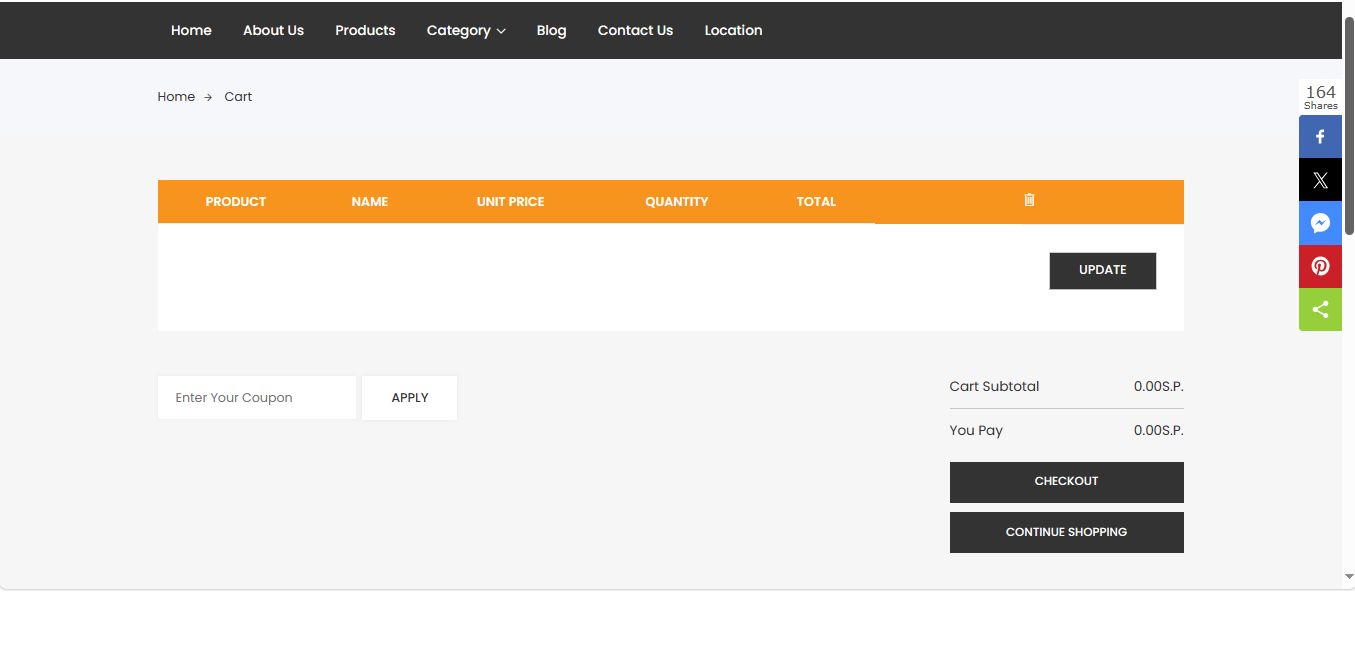 Home About Us Products Category Blog Contact Us Location
Home → Cart
164
Shares
PRODUCT NAME UNIT PRICE QUANTITY TOTAL
UPDATE
Enter Your Coupon APPLY
Cart Subtotal 0.00S.P.
You Pay 0.00S.P.
CHECKOUT
CONTINUE SHOPPING